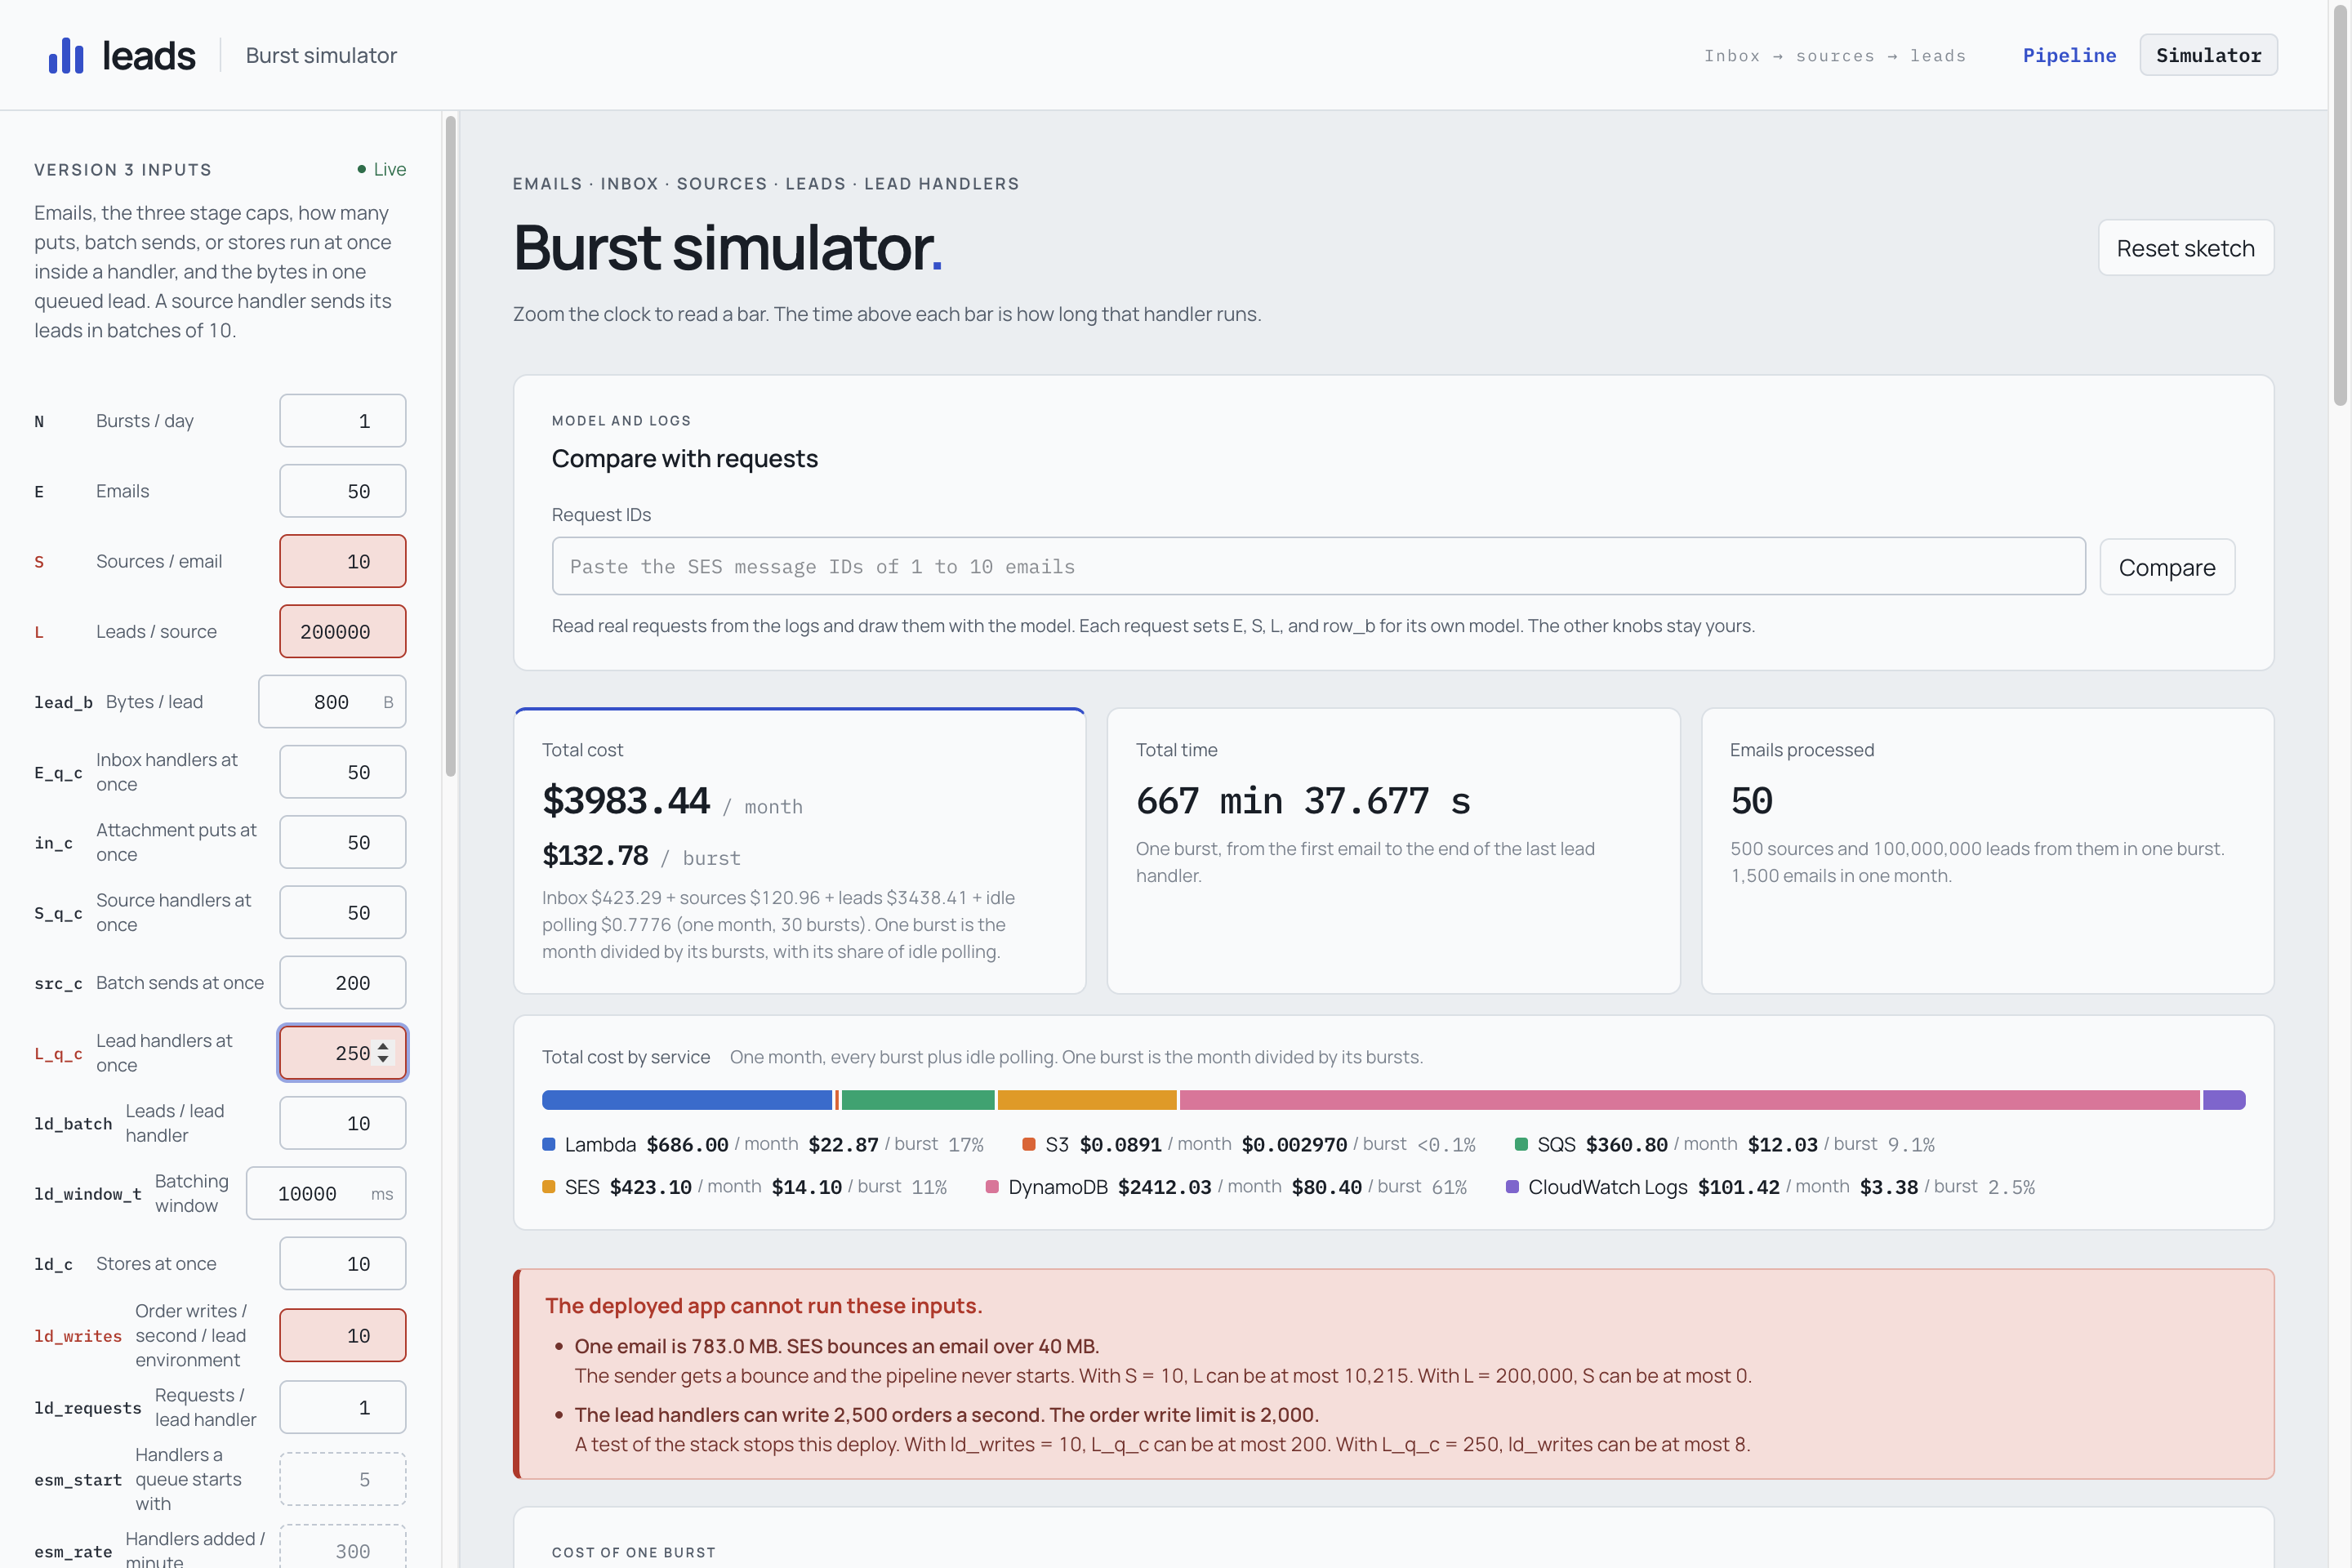 leads
Burst simulator
Inbox → sources → leads
Pipeline
Simulator
VERSION 3 INPUTS
Live
Emails, the three stage caps, how many
puts, batch sends, or stores run at once
inside a handler, and the bytes in one
queued lead. A source handler sends its
leads in batches of 10.
N Bursts / day 1
E Emails 50
S Sources / email 10
L Leads / source 200000
lead_b Bytes / lead 800 B
E_q_c Inbox handlers at
once 50
in_c Attachment puts at
once 50
S_q_c Source handlers at
once 50
src_c Batch sends at once 200
L_q_c Lead handlers at
once 250
ld_batch Leads / lead
handler 10
ld_window_t Batching
window 10000 ms
ld_c Stores at once 10
ld_writes Order writes /
second / lead
environment 10
ld_requests Requests /
lead handler 1
esm_start Handlers a
queue starts
with 5
esm_rate Handlers added /
minute 300
EMAILS · INBOX · SOURCES · LEADS · LEAD HANDLERS
Burst simulator.
Reset sketch
Zoom the clock to read a bar. The time above each bar is how long that handler runs.
MODEL AND LOGS
Compare with requests
Request IDs
Paste the SES message IDs of 1 to 10 emails
Compare
Read real requests from the logs and draw them with the model. Each request sets E, S, L, and row_b for its own model. The other knobs stay yours.
Total cost
$3983.44 / month
$132.78 / burst
Inbox $423.29 + sources $120.96 + leads $3438.41 + idle
polling $0.7776 (one month, 30 bursts). One burst is the
month divided by its bursts, with its share of idle polling.
Total time
667 min 37.677 s
One burst, from the first email to the end of the last lead
handler.
Emails processed
50
500 sources and 100,000,000 leads from them in one burst.
1,500 emails in one month.
Total cost by service One month, every burst plus idle polling. One burst is the month divided by its bursts.
Lambda $686.00 / month $22.87 / burst 17% S3 $0.0891 / month $0.002970 / burst <0.1% SQS $360.80 / month $12.03 / burst 9.1%
SES $423.10 / month $14.10 / burst 11% DynamoDB $2412.03 / month $80.40 / burst 61% CloudWatch Logs $101.42 / month $3.38 / burst 2.5%
The deployed app cannot run these inputs.
• One email is 783.0 MB. SES bounces an email over 40 MB.
The sender gets a bounce and the pipeline never starts. With S = 10, L can be at most 10,215. With L = 200,000, S can be at most 0.
• The lead handlers can write 2,500 orders a second. The order write limit is 2,000.
A test of the stack stops this deploy. With ld_writes = 10, L_q_c can be at most 200. With L_q_c = 250, ld_writes can be at most 8.
COST OF ONE BURST